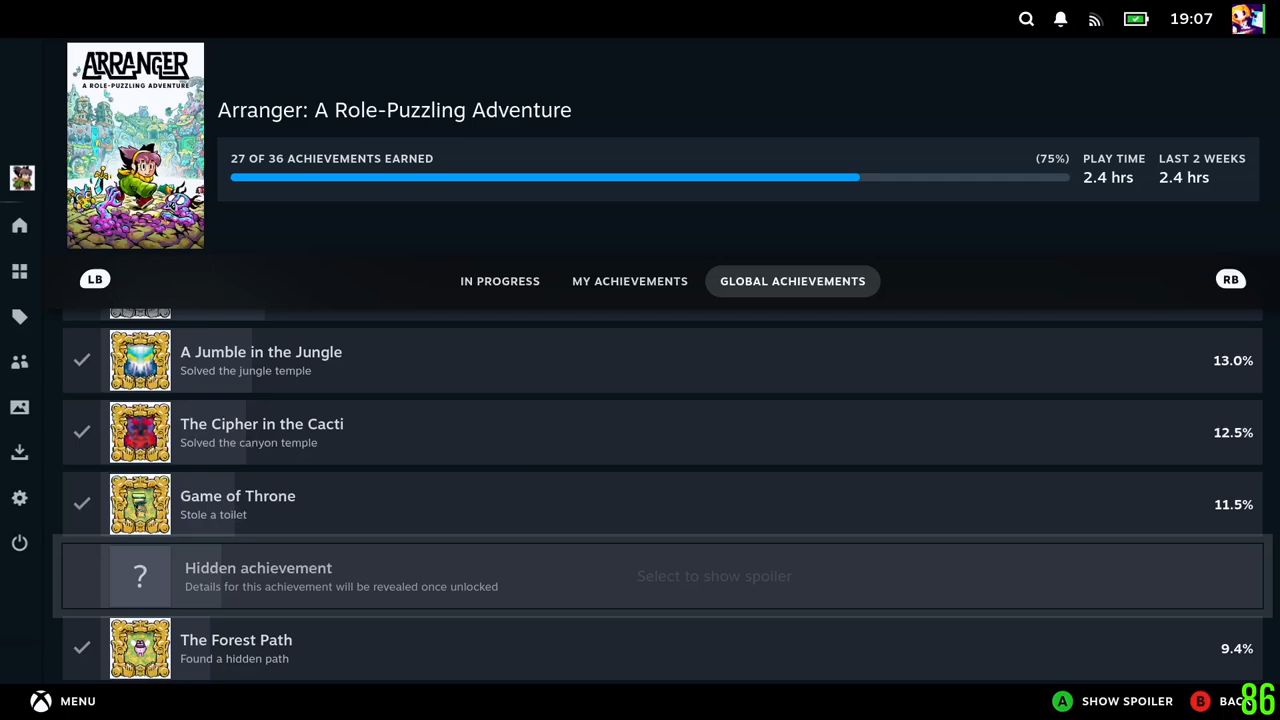 19:07
ARRANGER
A ROLE-PUZZLING ADVENTURE
Arranger: A Role-Puzzling Adventure
27 OF 36 ACHIEVEMENTS EARNED
(75%)
PLAY TIME
LAST 2 WEEKS
2.4 hrs
2.4 hrs
LB
IN PROGRESS
MY ACHIEVEMENTS
GLOBAL ACHIEVEMENTS
RB
A Jumble in the Jungle
Solved the jungle temple
13.0%
The Cipher in the Cacti
Solved the canyon temple
12.5%
Game of Throne
Stole a toilet
11.5%
?
Hidden achievement
Details for this achievement will be revealed once unlocked
Select to show spoiler
The Forest Path
Found a hidden path
9.4%
MENU
A SHOW SPOILER
B BAC
86